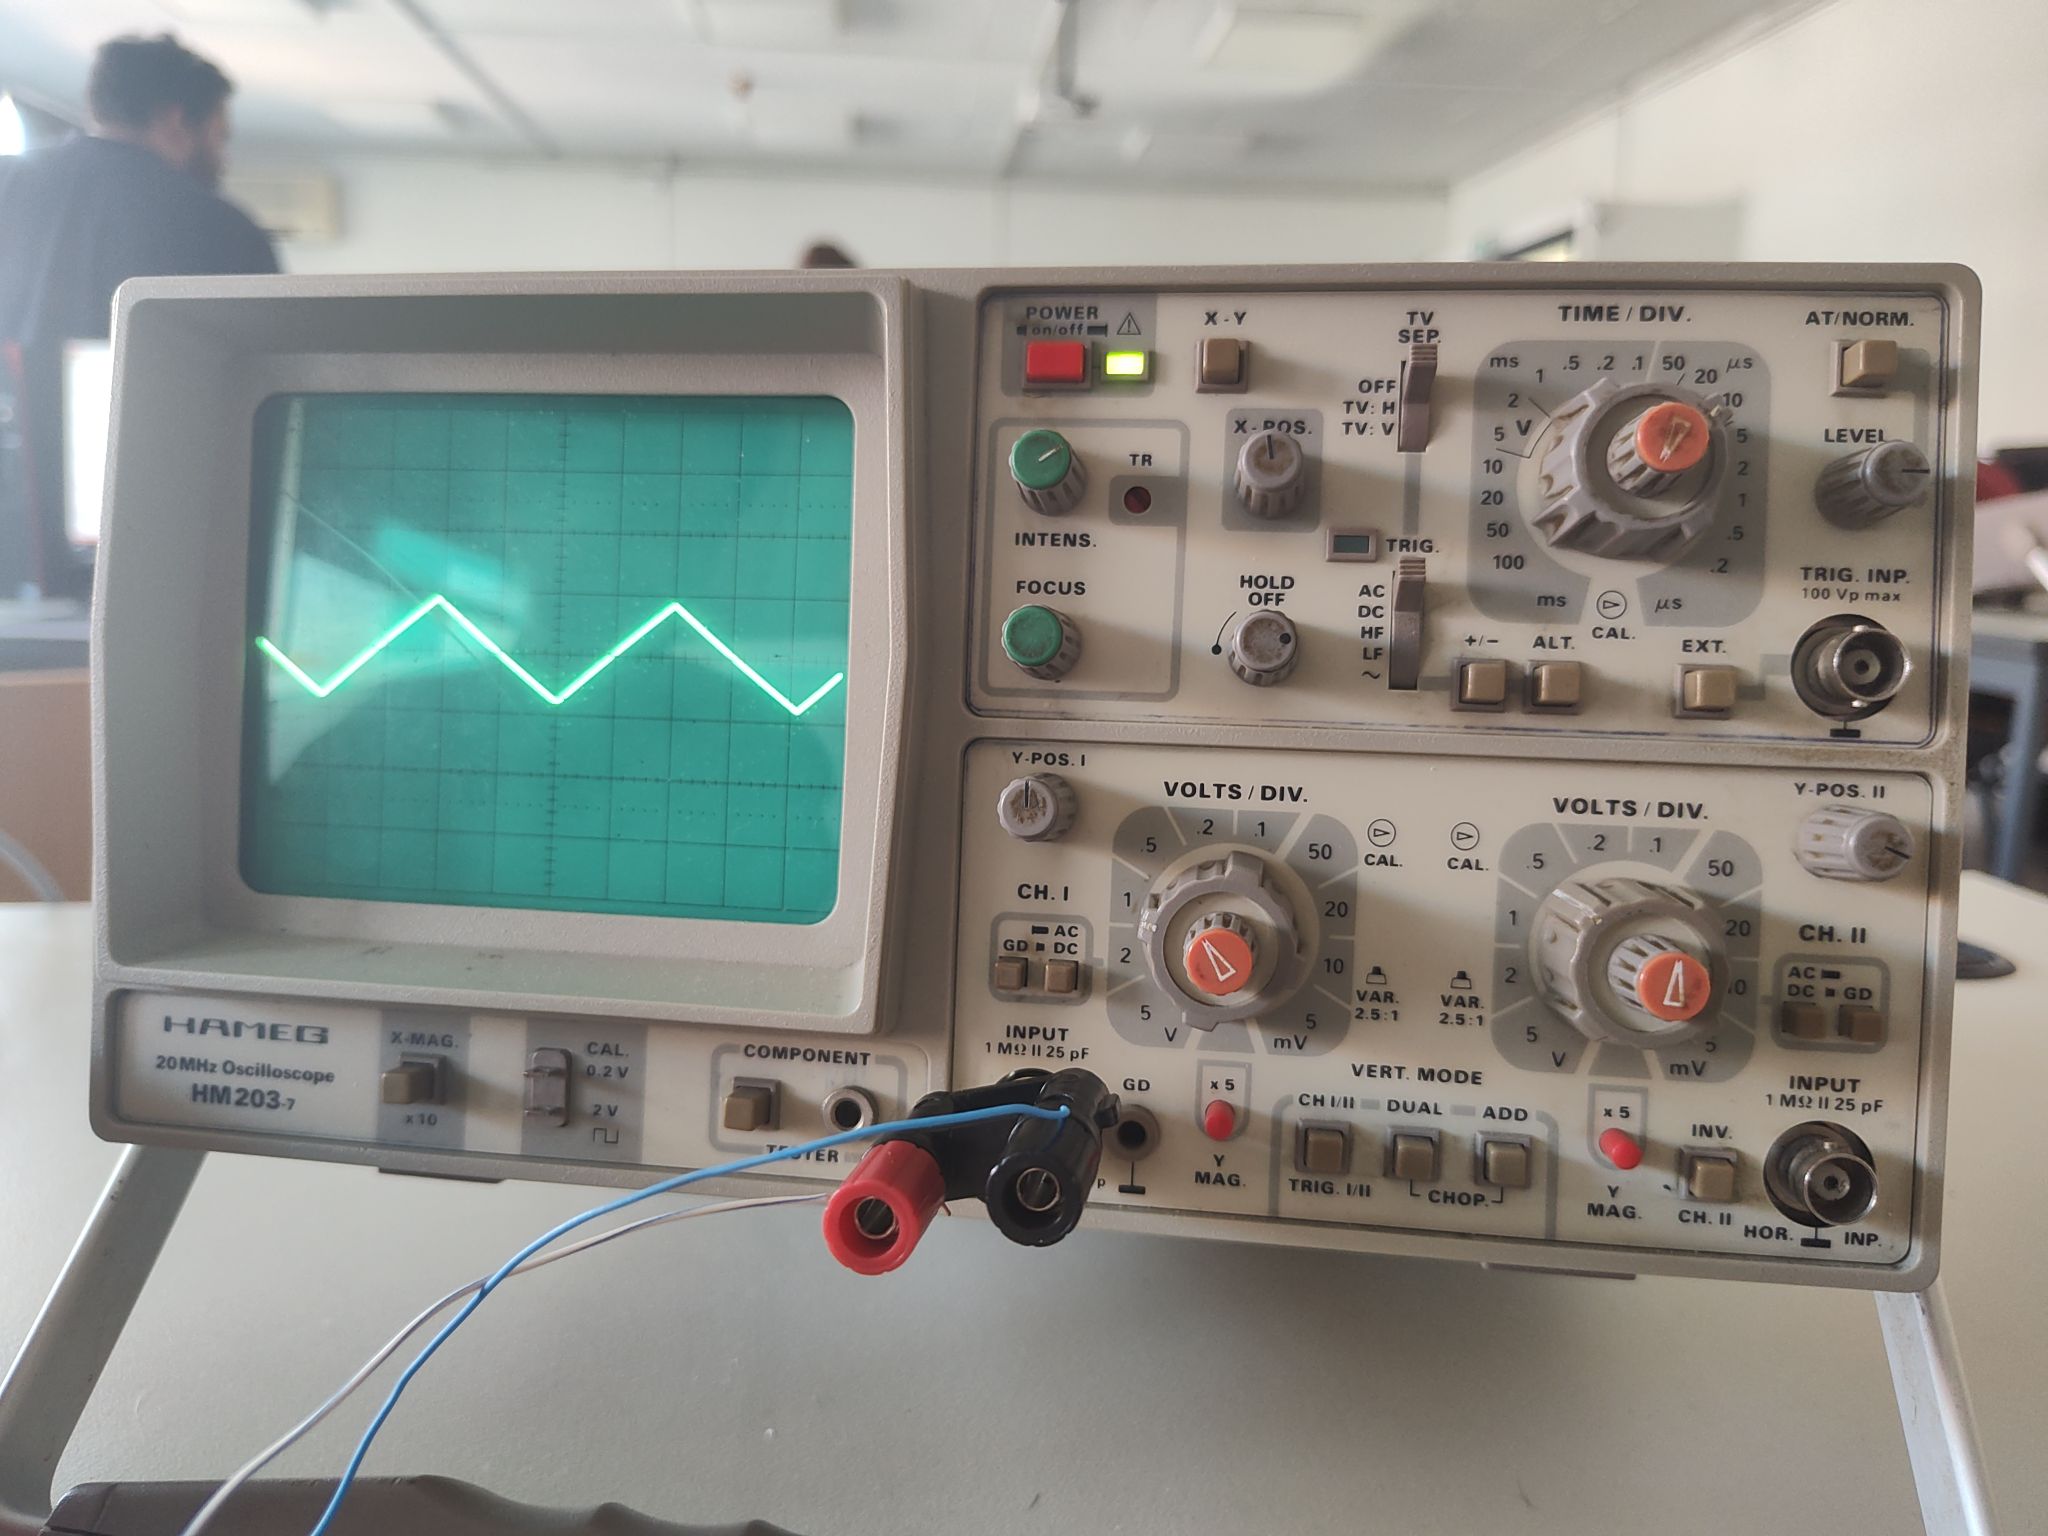 POWER
on/off
X-Y
TV
SEP.
OFF
TV: H
TV: V
TIME / DIV.
AT/NORM.
ms
1
.5
.2
.1
50
20
μs
10
5
2
1
.5
.2
2
5 V
10
20
50
100
ms
μs
CAL.
X-POS.
LEVEL
TR
INTENS.
TRIG.
FOCUS
HOLD
OFF
AC
DC
HF
LF
~
+/−
ALT.
EXT.
TRIG. INP.
100 Vp max
Y-POS. I
VOLTS / DIV.
.5
.2
.1
50
20
10
5
mV
1
2
5
V
CAL.
CAL.
VOLTS / DIV.
.5
.2
.1
50
20
5
mV
1
2
5
V
Y-POS. II
CH. I
AC
GD DC
CH. II
AC
DC GD
VAR.
2.5:1
VAR.
2.5:1
INPUT
1 MΩ II 25 pF
GD
INPUT
1 MΩ II 25 pF
x 5
Y
MAG.
VERT. MODE
CH I/II DUAL ADD
TRIG. I/II
CHOP.
x 5
Y
MAG.
INV.
CH. II
HOR. INP.
HAMEG
20 MHz Oscilloscope
HM203-7
X-MAG.
x10
CAL.
0.2 V
2 V
COMPONENT
TESTER